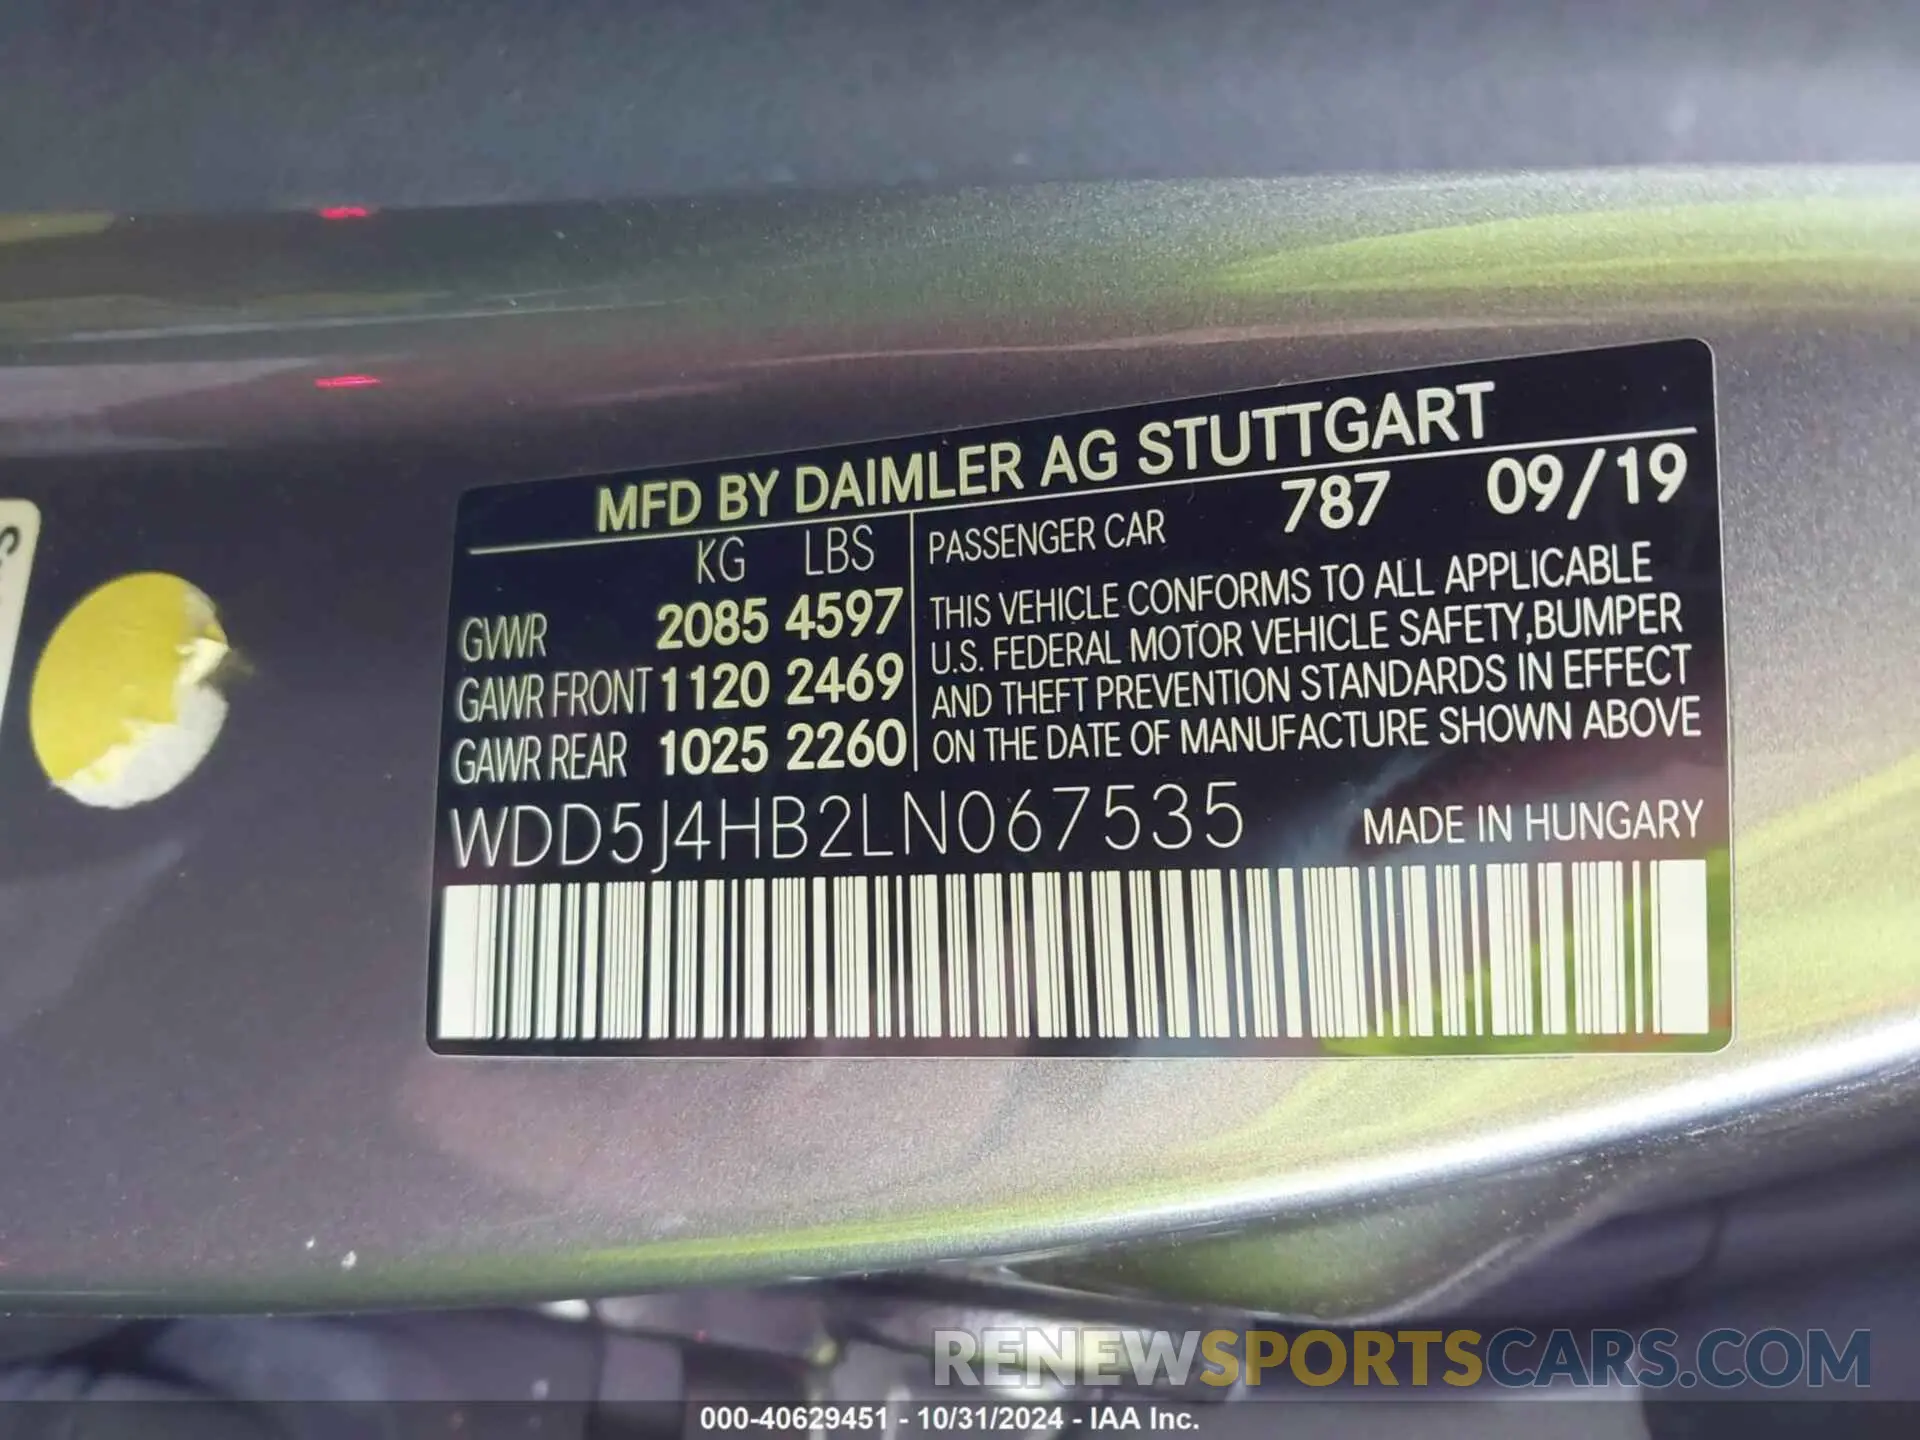 MFD BY DAIMLER AG STUTTGART
KG LBS
GVWR 2085 4597
GAWR FRONT 1120 2469
GAWR REAR 1025 2260
PASSENGER CAR 787 09/19
THIS VEHICLE CONFORMS TO ALL APPLICABLE
U.S. FEDERAL MOTOR VEHICLE SAFETY,BUMPER
AND THEFT PREVENTION STANDARDS IN EFFECT
ON THE DATE OF MANUFACTURE SHOWN ABOVE
WDD5J4HB2LN067535 MADE IN HUNGARY
RENEWSPORTSCARS.COM
000-40629451 - 10/31/2024 - IAA Inc.